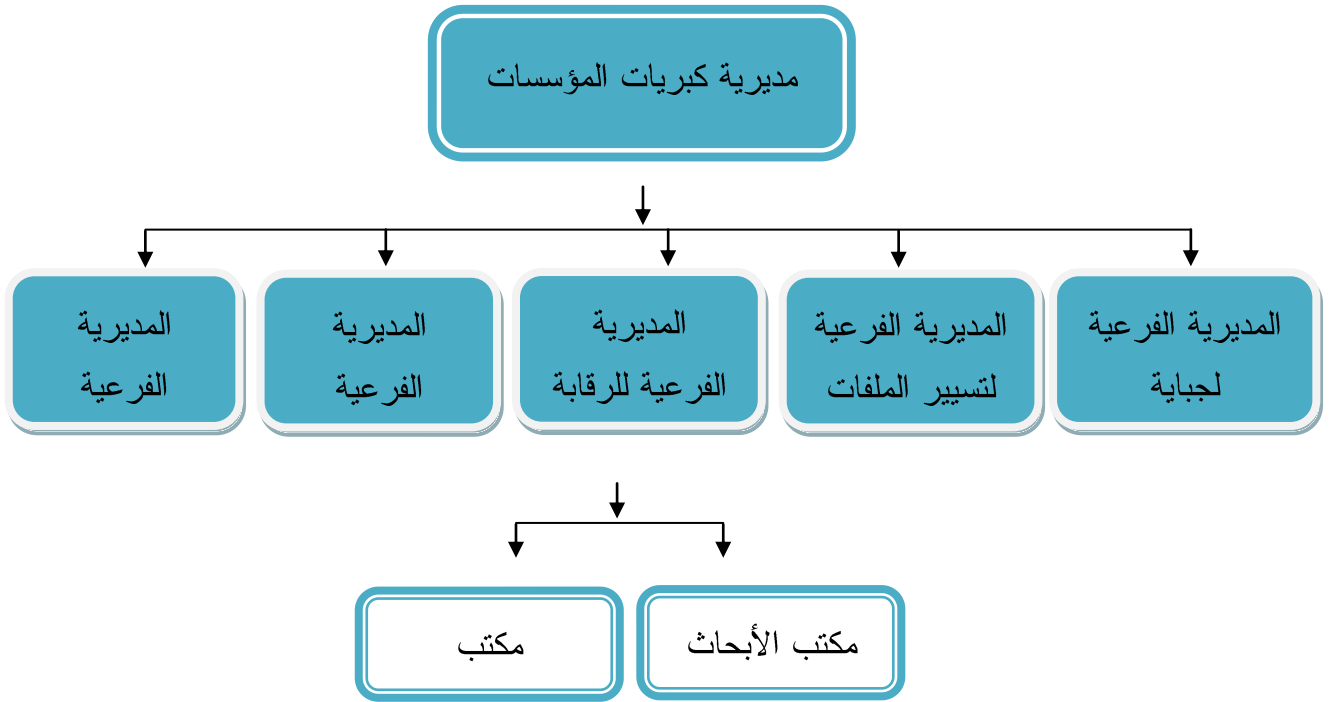 مديرية كبريات المؤسسات
المديرية الفرعية
لجباية
المديرية الفرعية
لتسيير الملفات
المديرية
الفرعية للرقابة
المديرية
الفرعية
المديرية
الفرعية
مكتب الأبحاث
مكتب